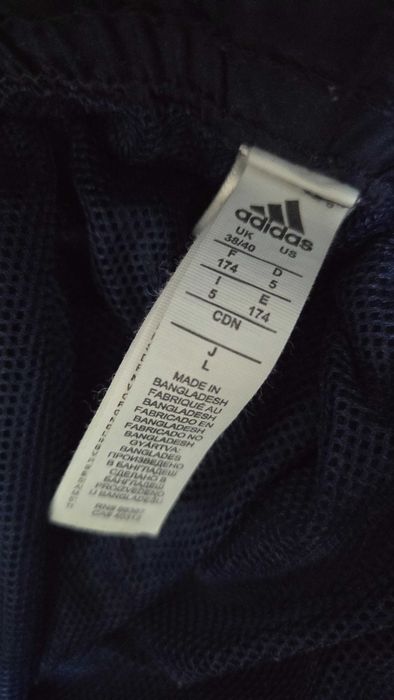 adidas
UK US
38/40 S
F D
174 5
I E
5 174
CDN
J
L
MADE IN
BANGLADESH
FABRIQUÉ AU
BANGLADESH
FABRICADO EN
BANGLADESH
FABRICADO NO
BANGLADESH
GYÁRTVA:
BANGLADES
ПРОИЗВЕДЕНО
В БАНГЛАДЕШ
СДЕЛАНО В
БАНГЛАДЕШ
PROIZVEDENO
U BANGLADEŠU